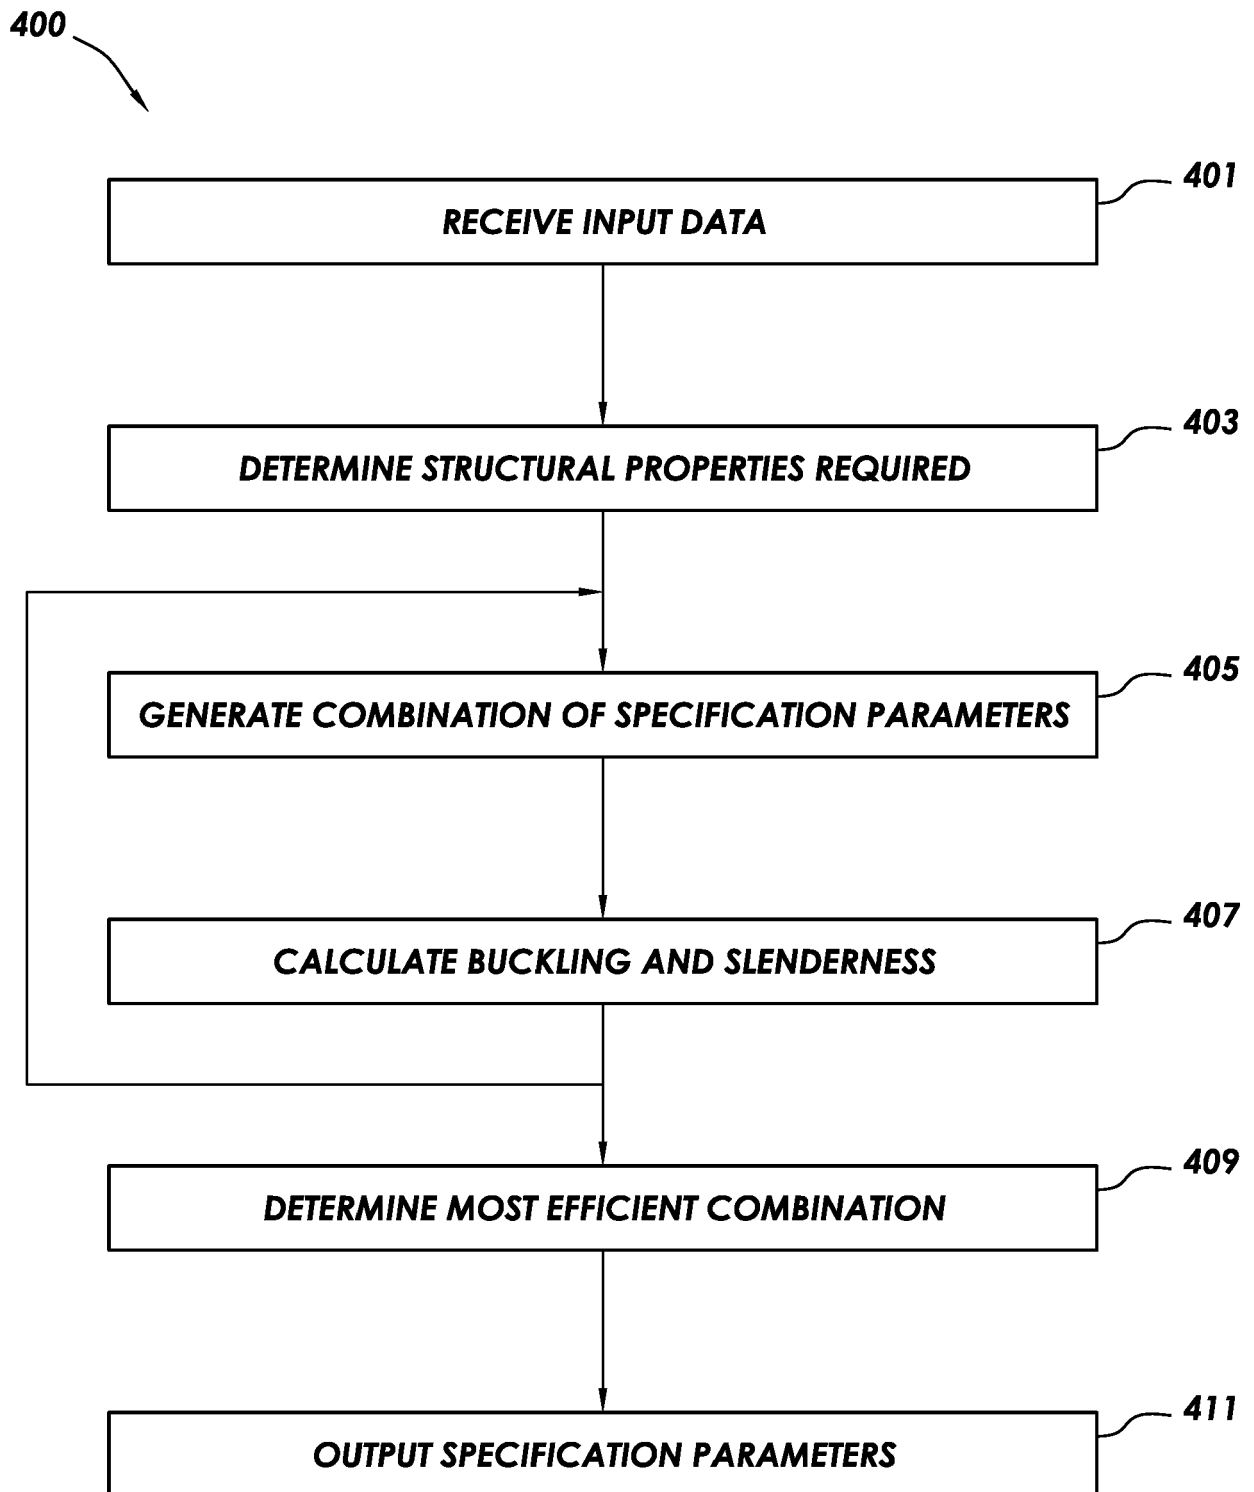 400
RECEIVE INPUT DATA
401
DETERMINE STRUCTURAL PROPERTIES REQUIRED
403
GENERATE COMBINATION OF SPECIFICATION PARAMETERS
405
CALCULATE BUCKLING AND SLENDERNESS
407
DETERMINE MOST EFFICIENT COMBINATION
409
OUTPUT SPECIFICATION PARAMETERS
411